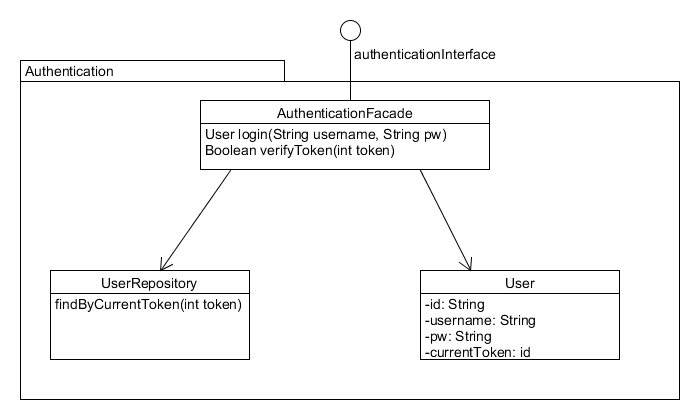 authenticationInterface
Authentication
AuthenticationFacade
User login(String username, String pw)
Boolean verifyToken(int token)
UserRepository
findByCurrentToken(int token)
User
-id: String
-username: String
-pw: String
-currentToken: id